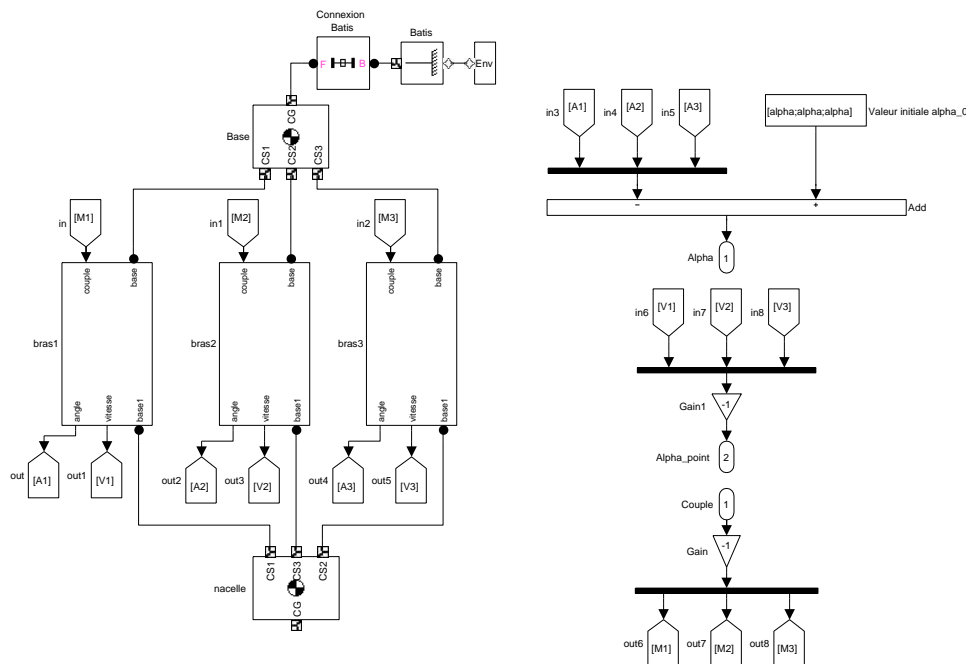 Connexion
Batis
Batis
F
B
Env
CG
Base
CS1
CS2
CS3
in
[M1]
in1
[M2]
in2
[M3]
couple
base
couple
base
couple
base
bras1
bras2
bras3
angle
vitesse
base1
angle
vitesse
base1
angle
vitesse
base1
out
[A1]
out1
[V1]
out2
[A2]
out3
[V2]
out4
[A3]
out5
[V3]
CS1
CS3
CS2
nacelle
CG
in3
[A1]
in4
[A2]
in5
[A3]
[alpha;alpha;alpha]
Valeur initiale alpha_0
−
+
Add
Alpha
1
in6
[V1]
in7
[V2]
in8
[V3]
Gain1
-1
Alpha_point
2
Couple
1
Gain
-1
out6
[M1]
out7
[M2]
out8
[M3]